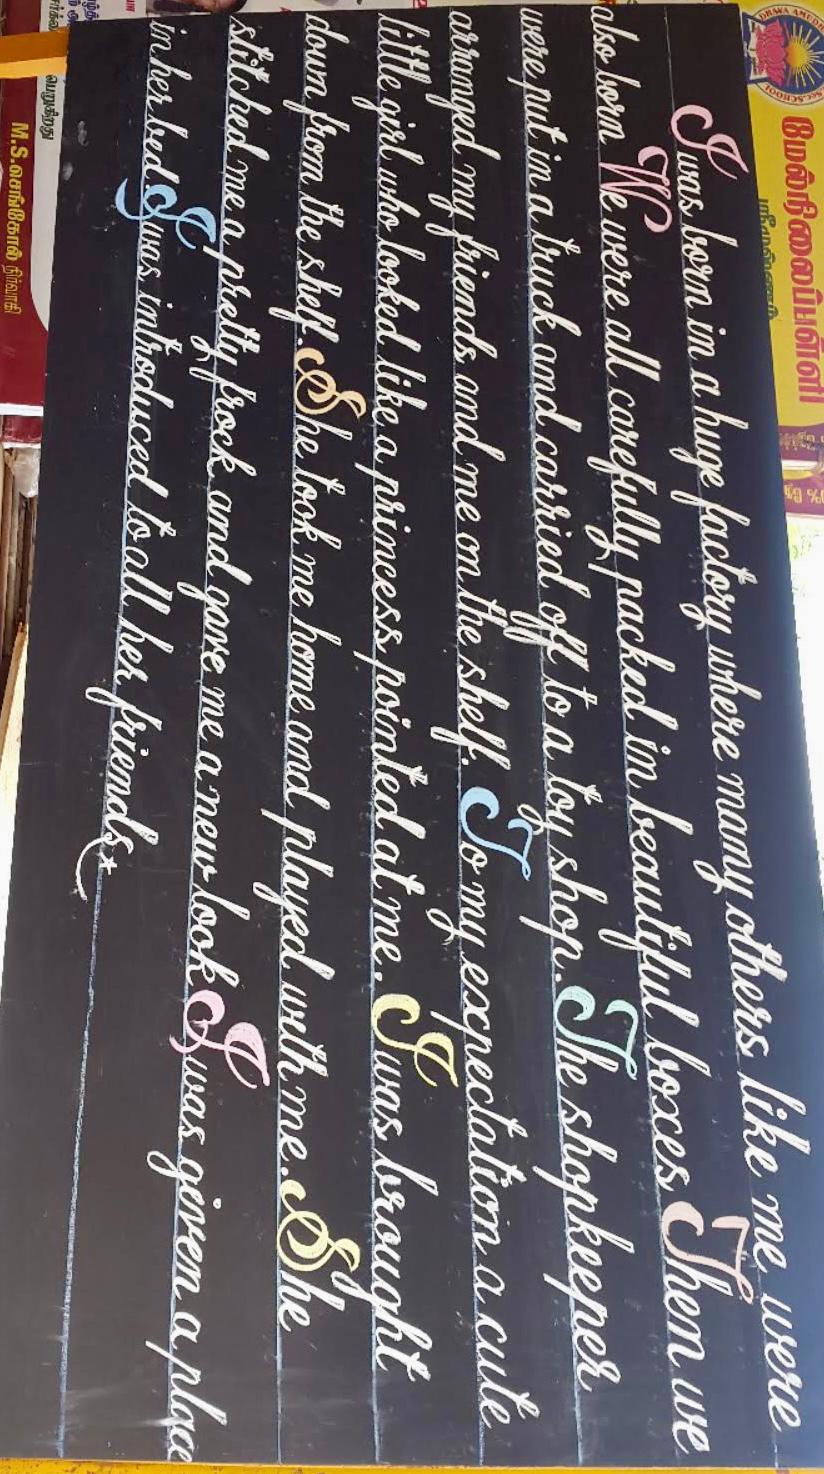 I was born in a huge factory where many others like me were
also born We were all carefully packed in beautiful boxes Then we
were put in a truck and carried off to a toy shop. The shopkeeper
arranged my friends and me on the shelf. To my expectation a cute
little girl who looked like a princess pointed at me. I was brought
down from the shelf. She took me home and played with me. She
stitched me a pretty frock and gave me a new look I was given a place
in her bed. I was introduced to all her friends
மேல்நிலைப்பள்ளி
M.S.